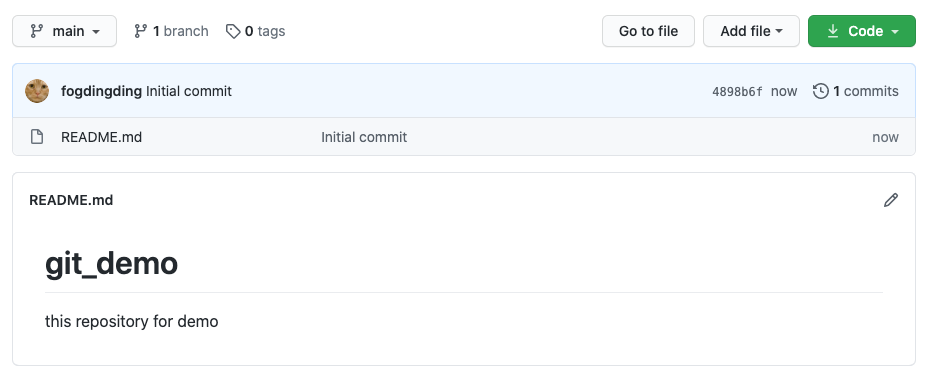 main 1 branch 0 tags Go to file Add file Code
fogdingding Initial commit 4898b6f now 1 commits
README.md Initial commit now
README.md
git_demo
this repository for demo